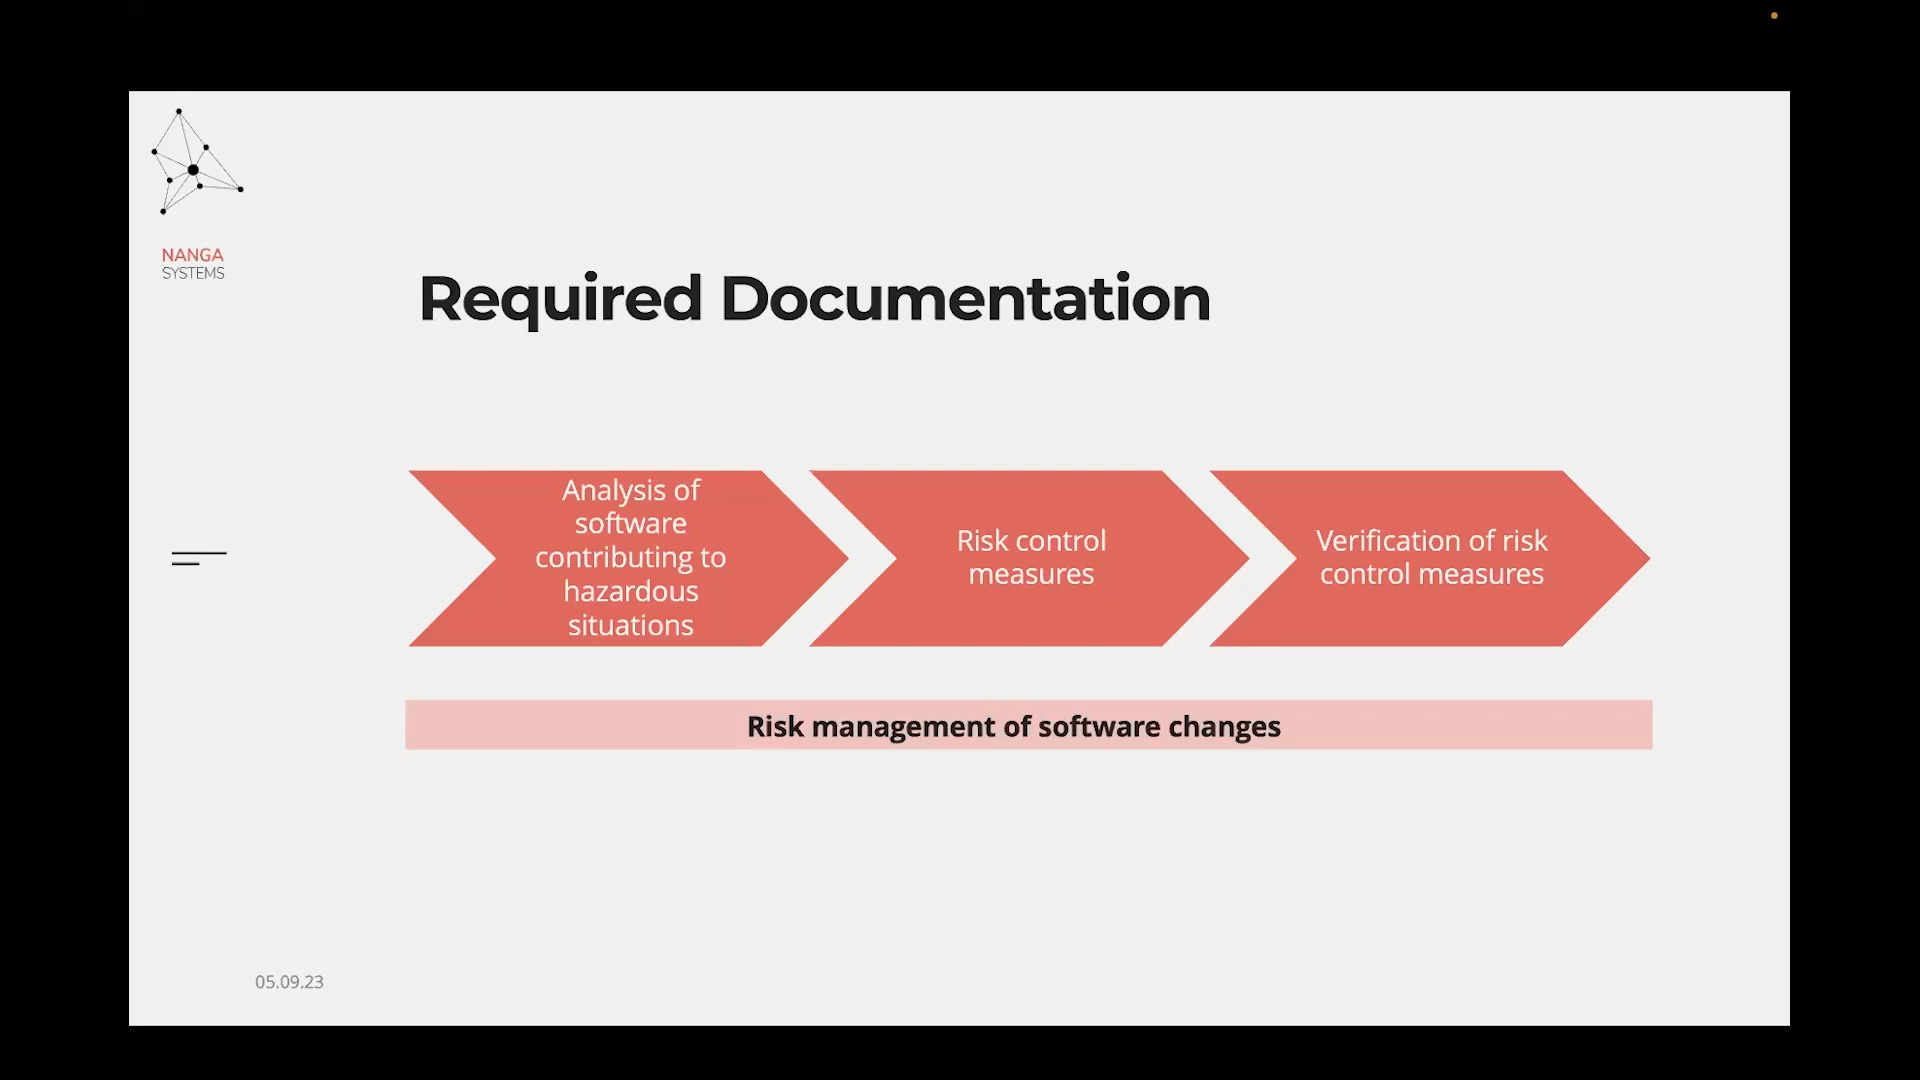 NANGA
SYSTEMS
Required Documentation
Analysis of
software
contributing to
hazardous
situations
Risk control
measures
Verification of risk
control measures
Risk management of software changes
05.09.23